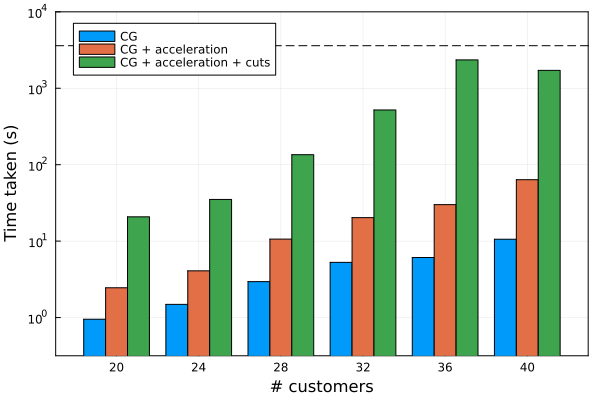 10^4
10^3
10^2
10^1
10^0
Time taken (s)
CG
CG + acceleration
CG + acceleration + cuts
20 24 28 32 36 40
# customers